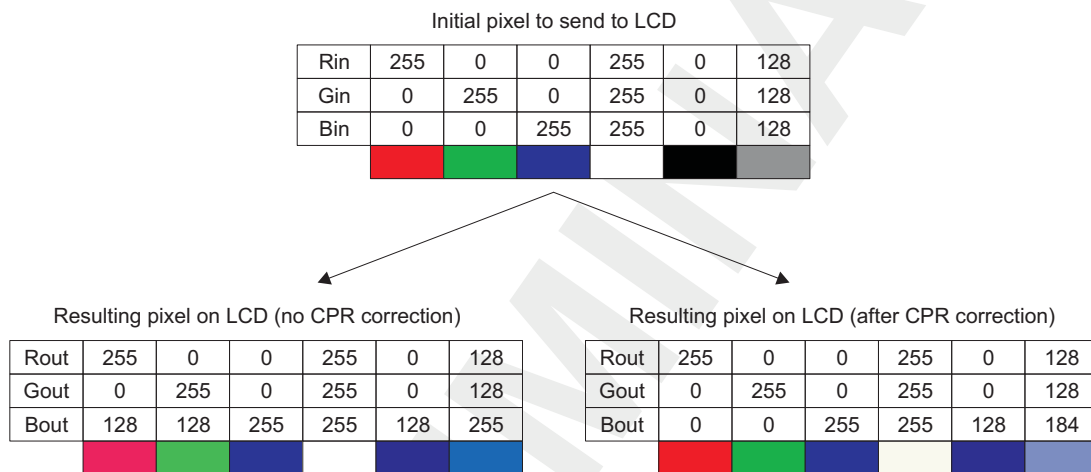 Initial pixel to send to LCD
Rin 255 0 0 255 0 128
Gin 0 255 0 255 0 128
Bin 0 0 255 255 0 128
Resulting pixel on LCD (no CPR correction)
Rout 255 0 0 255 0 128
Gout 0 255 0 255 0 128
Bout 128 128 255 255 128 255
Resulting pixel on LCD (after CPR correction)
Rout 255 0 0 255 0 128
Gout 0 255 0 255 0 128
Bout 0 0 255 255 128 184